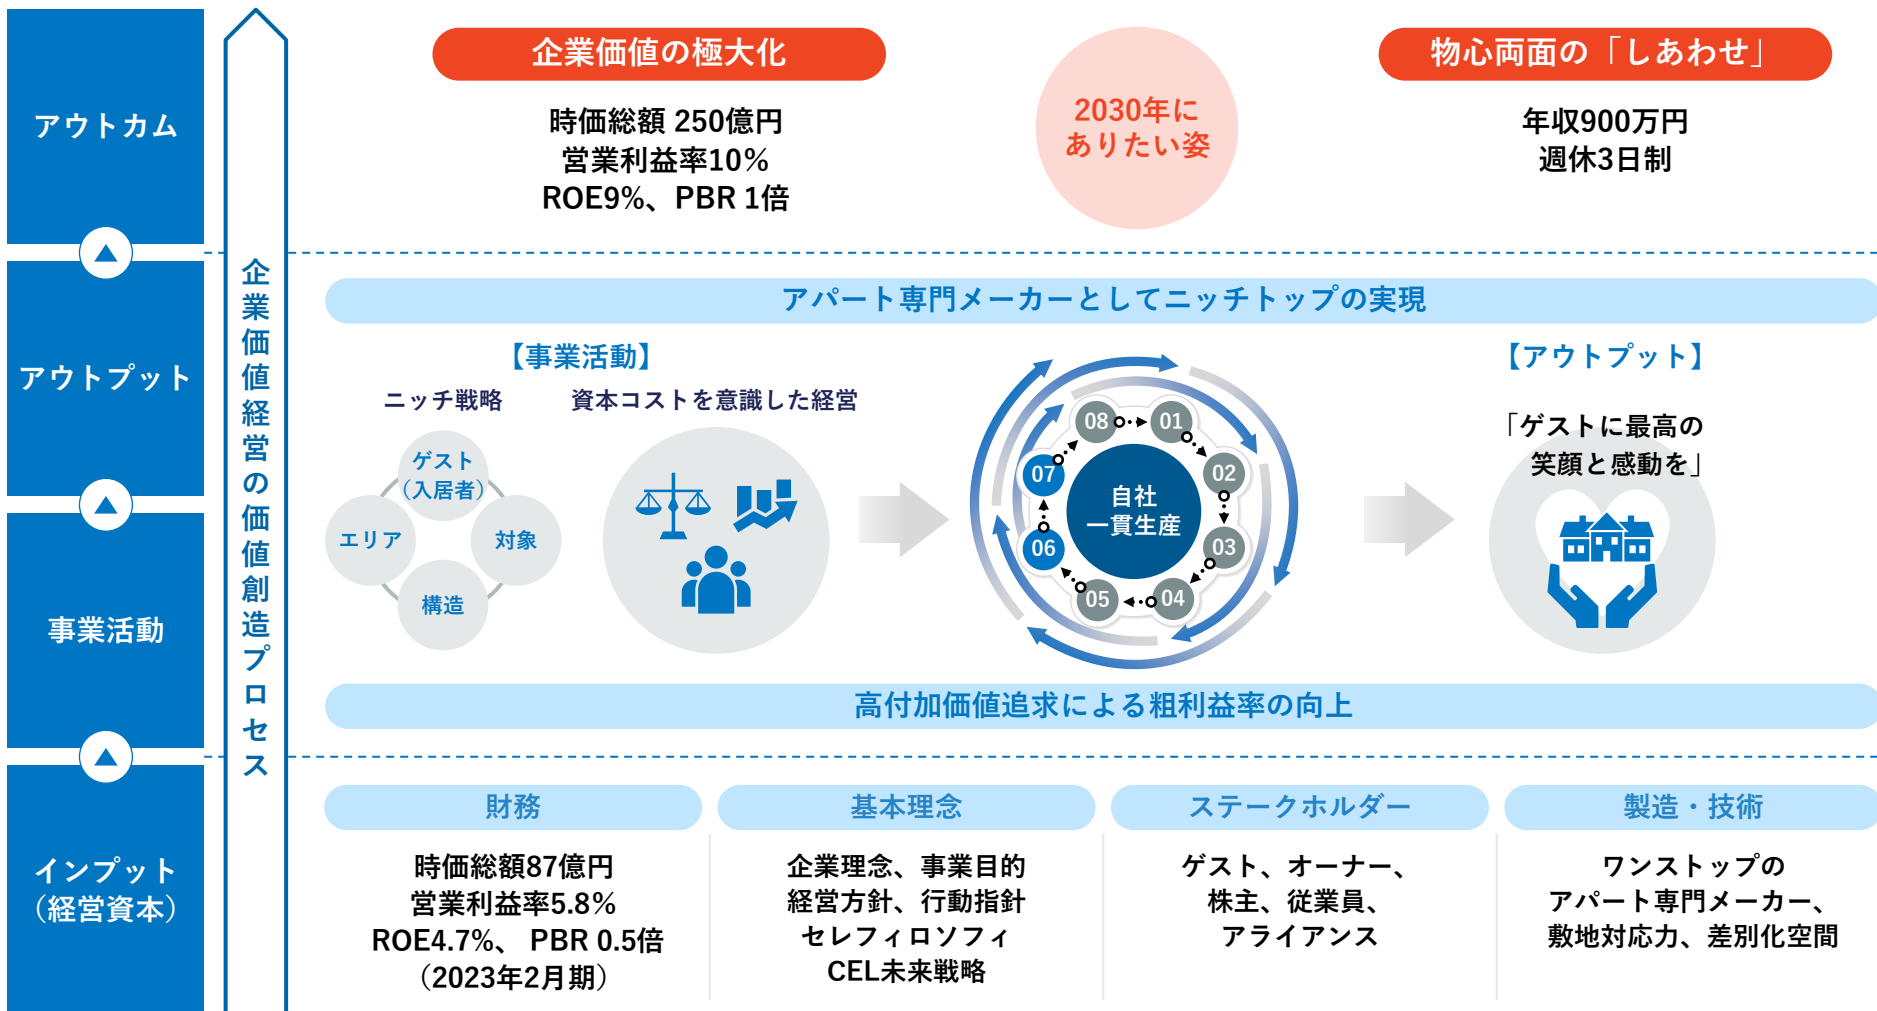 アウトカム
企業価値の極大化
時価総額 250億円
営業利益率10%
ROE9%、PBR 1倍
2030年に
ありたい姿
物心両面の「しあわせ」
年収900万円
週休3日制
企業価値経営の価値創造プロセス
アウトプット
事業活動
アパート専門メーカーとしてニッチトップの実現
【事業活動】
ニッチ戦略
ゲスト
（入居者）
エリア
対象
構造
資本コストを意識した経営
自社
一貫生産
01
02
03
04
05
06
07
08
【アウトプット】
「ゲストに最高の
笑顔と感動を」
高付加価値追求による粗利益率の向上
インプット
（経営資本）
財務
時価総額87億円
営業利益率5.8%
ROE4.7%、 PBR 0.5倍
（2023年2月期）
基本理念
企業理念、事業目的
経営方針、行動指針
セレフィロソフィ
CEL未来戦略
ステークホルダー
ゲスト、オーナー、
株主、従業員、
アライアンス
製造・技術
ワンストップの
アパート専門メーカー、
敷地対応力、差別化空間